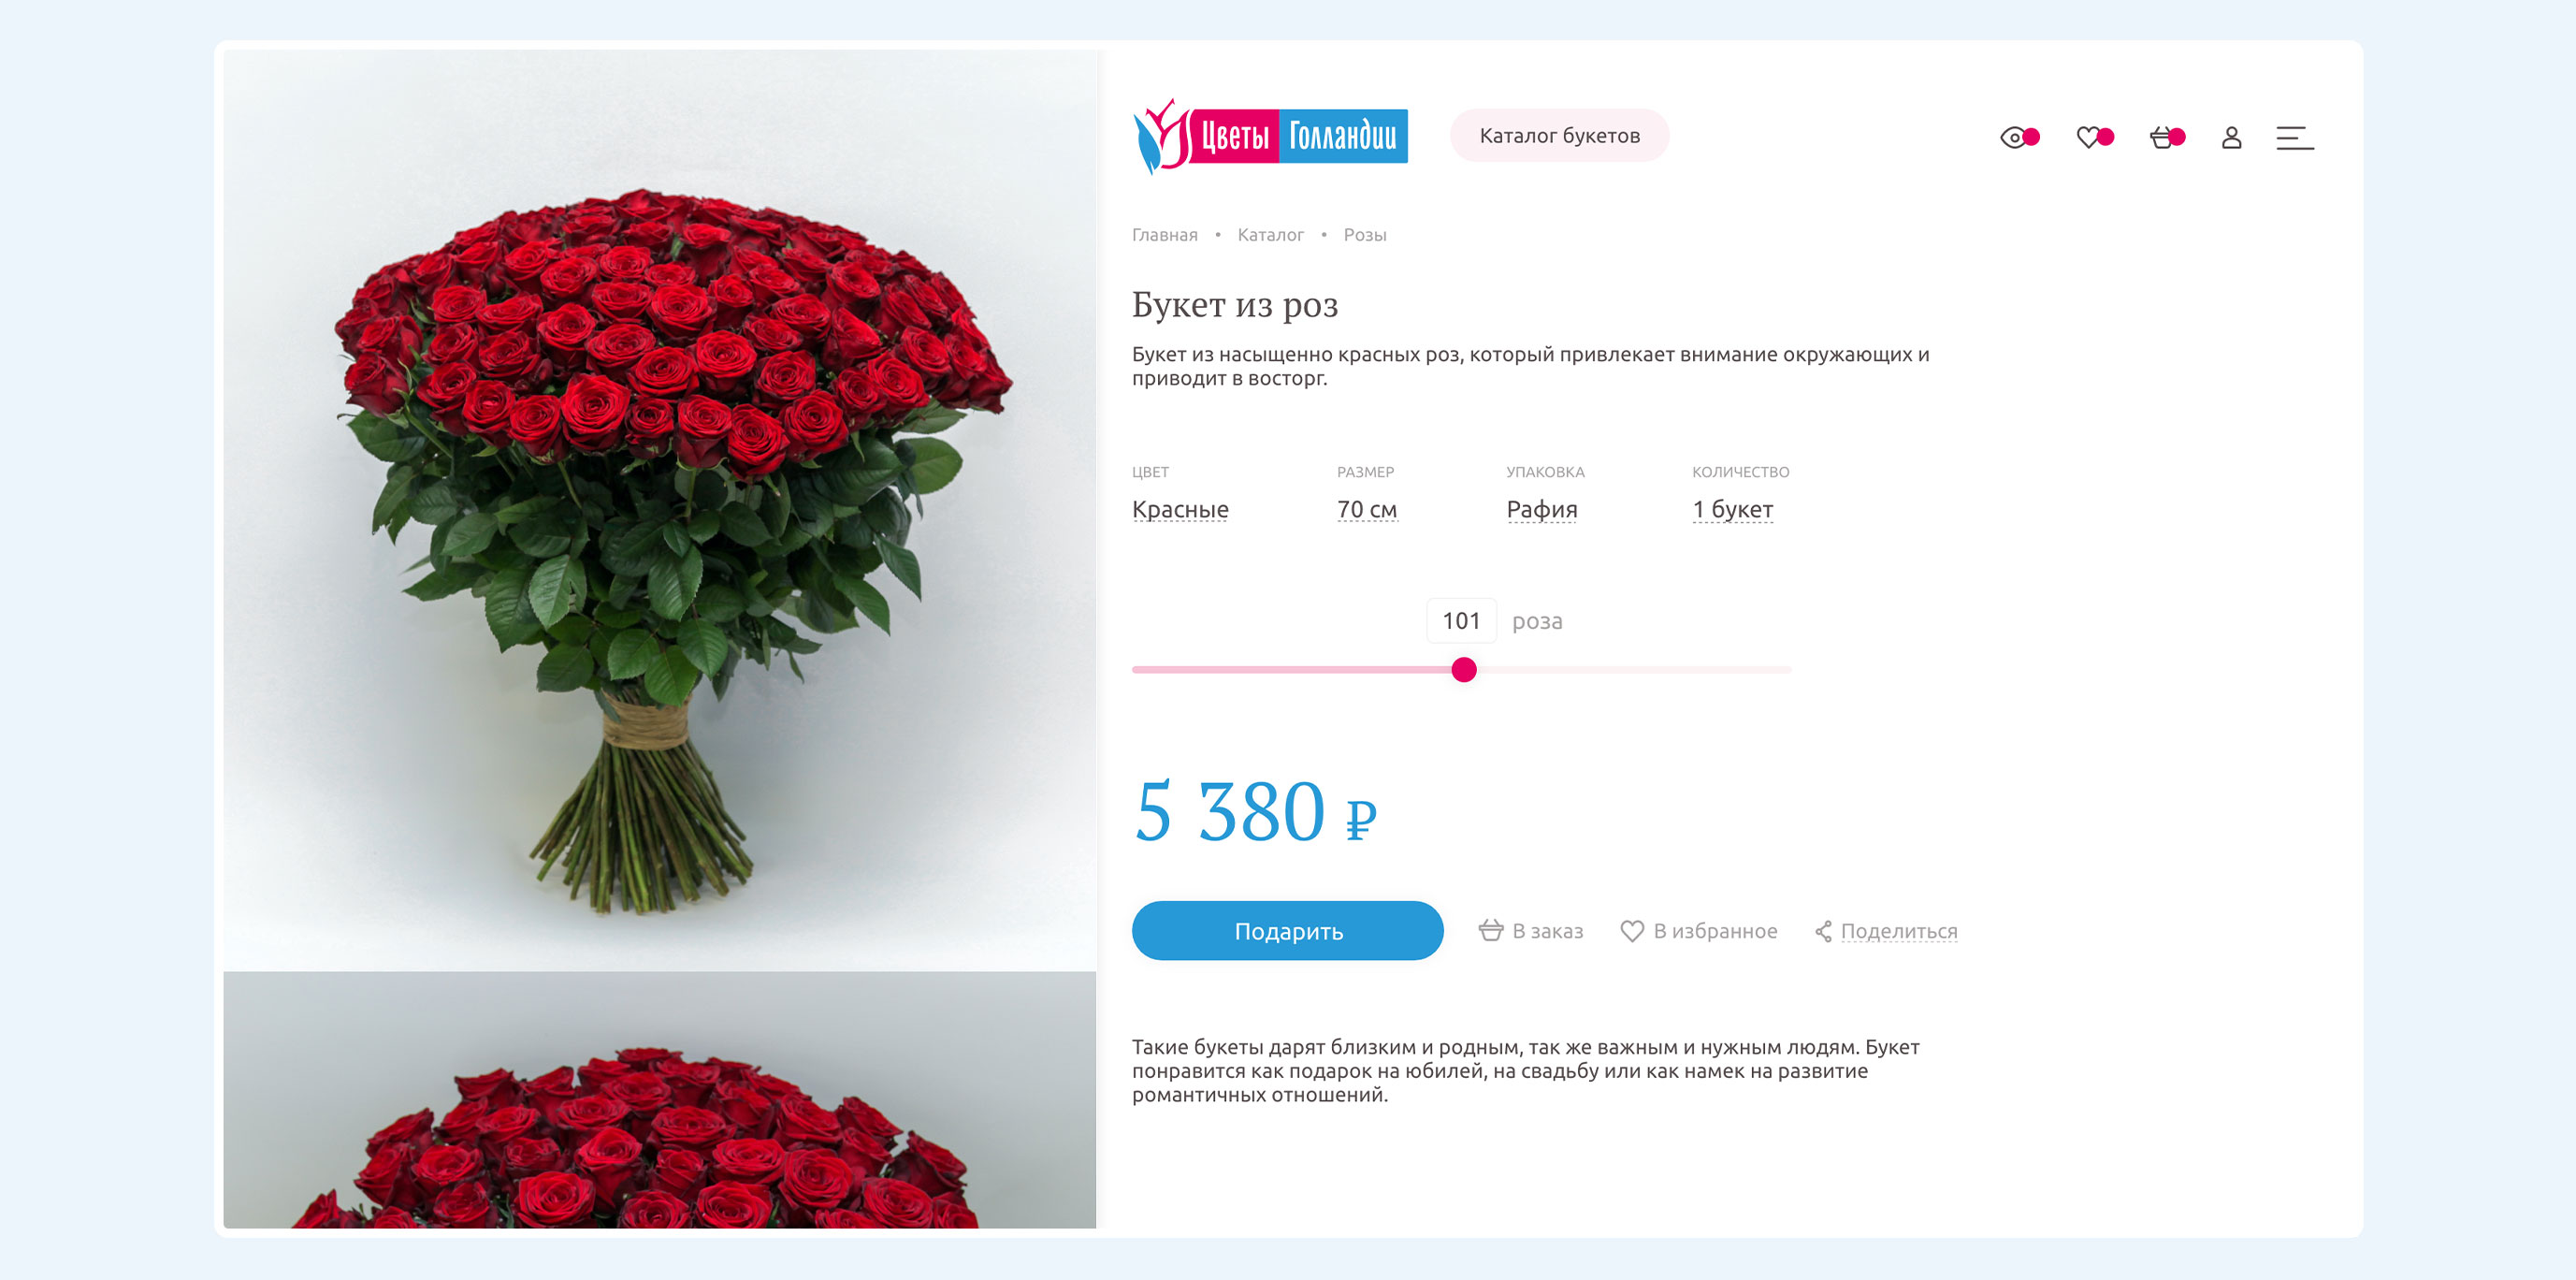 Цветы Голландии
Каталог букетов
Главная • Каталог • Розы
Букет из роз
Букет из насыщенно красных роз, который привлекает внимание окружающих и
приводит в восторг.
ЦВЕТ РАЗМЕР УПАКОВКА КОЛИЧЕСТВО
Красные 70 см Рафия 1 букет
101 роза
5 380 ₽
Подарить В заказ В избранное Поделиться
Такие букеты дарят близким и родным, так же важным и нужным людям. Букет
понравится как подарок на юбилей, на свадьбу или как намек на развитие
романтичных отношений.